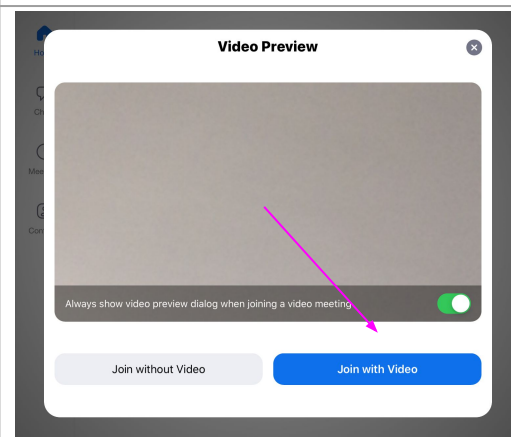 Video Preview
Always show video preview dialog when joining a video meeting
Join without Video
Join with Video